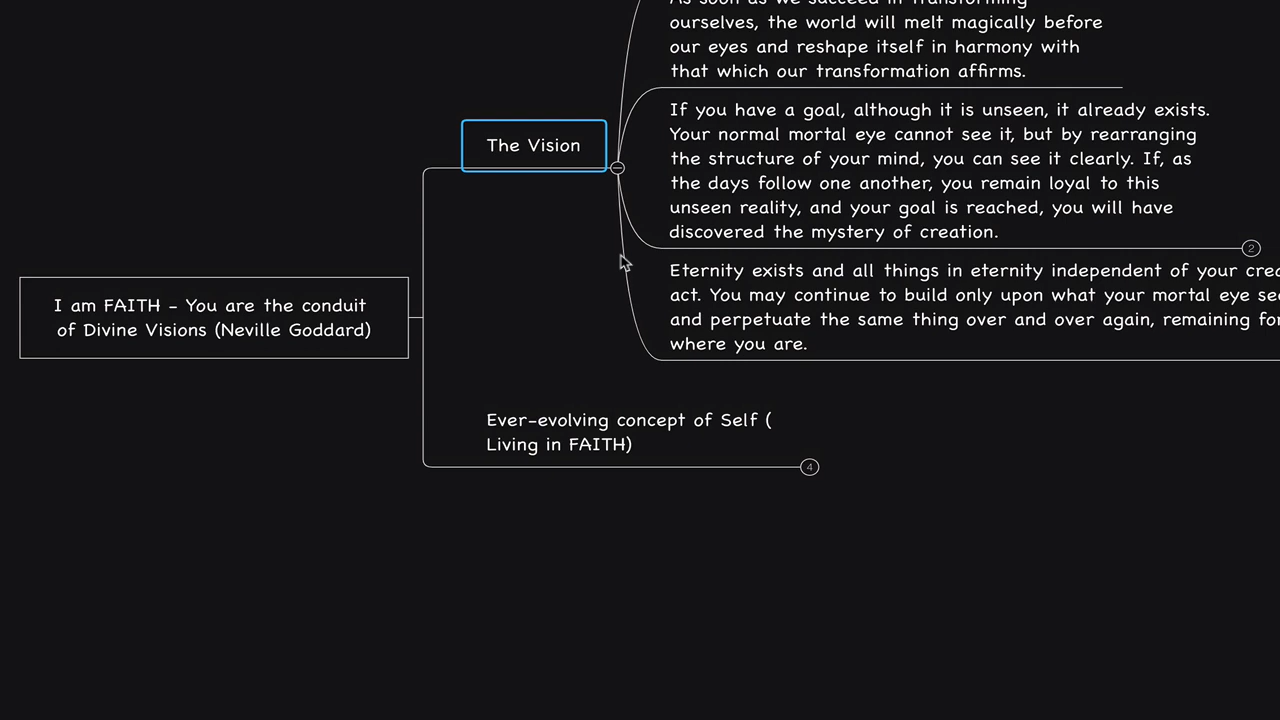 As soon as we succeed in transforming
ourselves, the world will melt magically before
our eyes and reshape itself in harmony with
that which our transformation affirms.
If you have a goal, although it is unseen, it already exists.
Your normal mortal eye cannot see it, but by rearranging
the structure of your mind, you can see it clearly. If, as
the days follow one another, you remain loyal to this
unseen reality, and your goal is reached, you will have
discovered the mystery of creation.
2
The Vision
Eternity exists and all things in eternity independent of your
act. You may continue to build only upon what your mortal eye
and perpetuate the same thing over and over again, remaining
where you are.
I am FAITH - You are the conduit
of Divine Visions (Neville Goddard)
Ever-evolving concept of Self (
Living in FAITH)
4